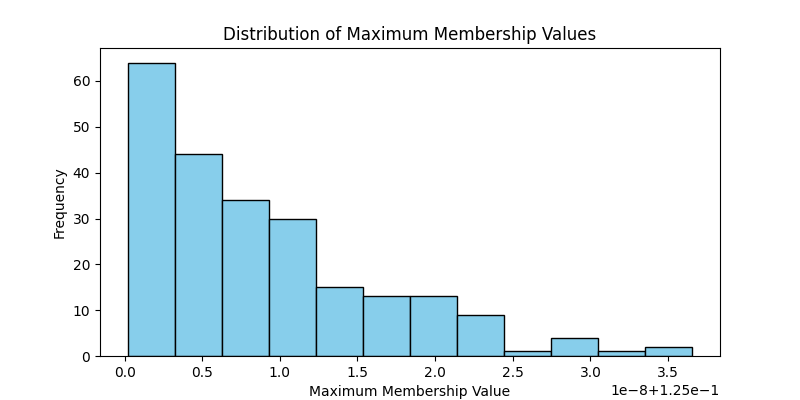 Distribution of Maximum Membership Values
Frequency
60
50
40
30
20
10
0
0.0 0.5 1.0 1.5 2.0 2.5 3.0 3.5
Maximum Membership Value
1e−8+1.25e−1